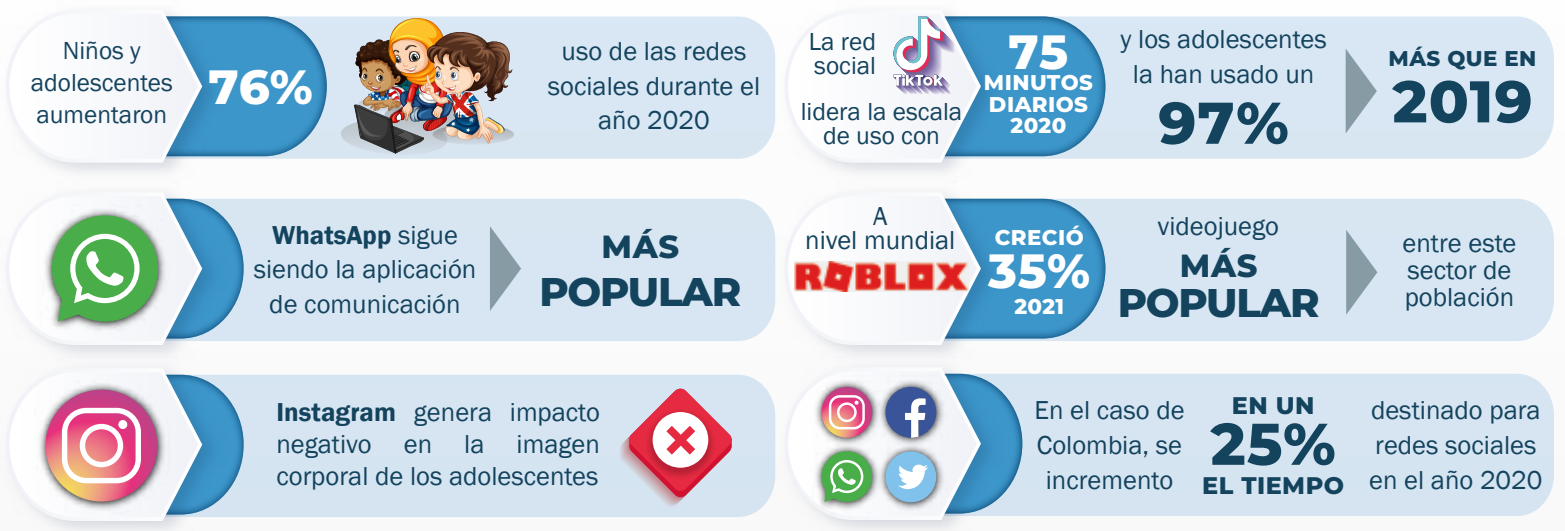 Niños y
adolescentes
aumentaron
76%
uso de las redes
sociales durante el
año 2020
La red
social
TikTok
lidera la escala
de uso con
75
MINUTOS
DIARIOS
2020
y los adolescentes
la han usado un
97%
MÁS QUE EN
2019
WhatsApp sigue
siendo la aplicación
de comunicación
MÁS
POPULAR
A
nivel mundial
ROBLOX
CRECIÓ
35%
2021
videojuego
MÁS
POPULAR
entre este
sector de
población
Instagram genera impacto
negativo en la imagen
corporal de los adolescentes
En el caso de
Colombia, se
incremento
EN UN
25%
EL TIEMPO
destinado para
redes sociales
en el año 2020